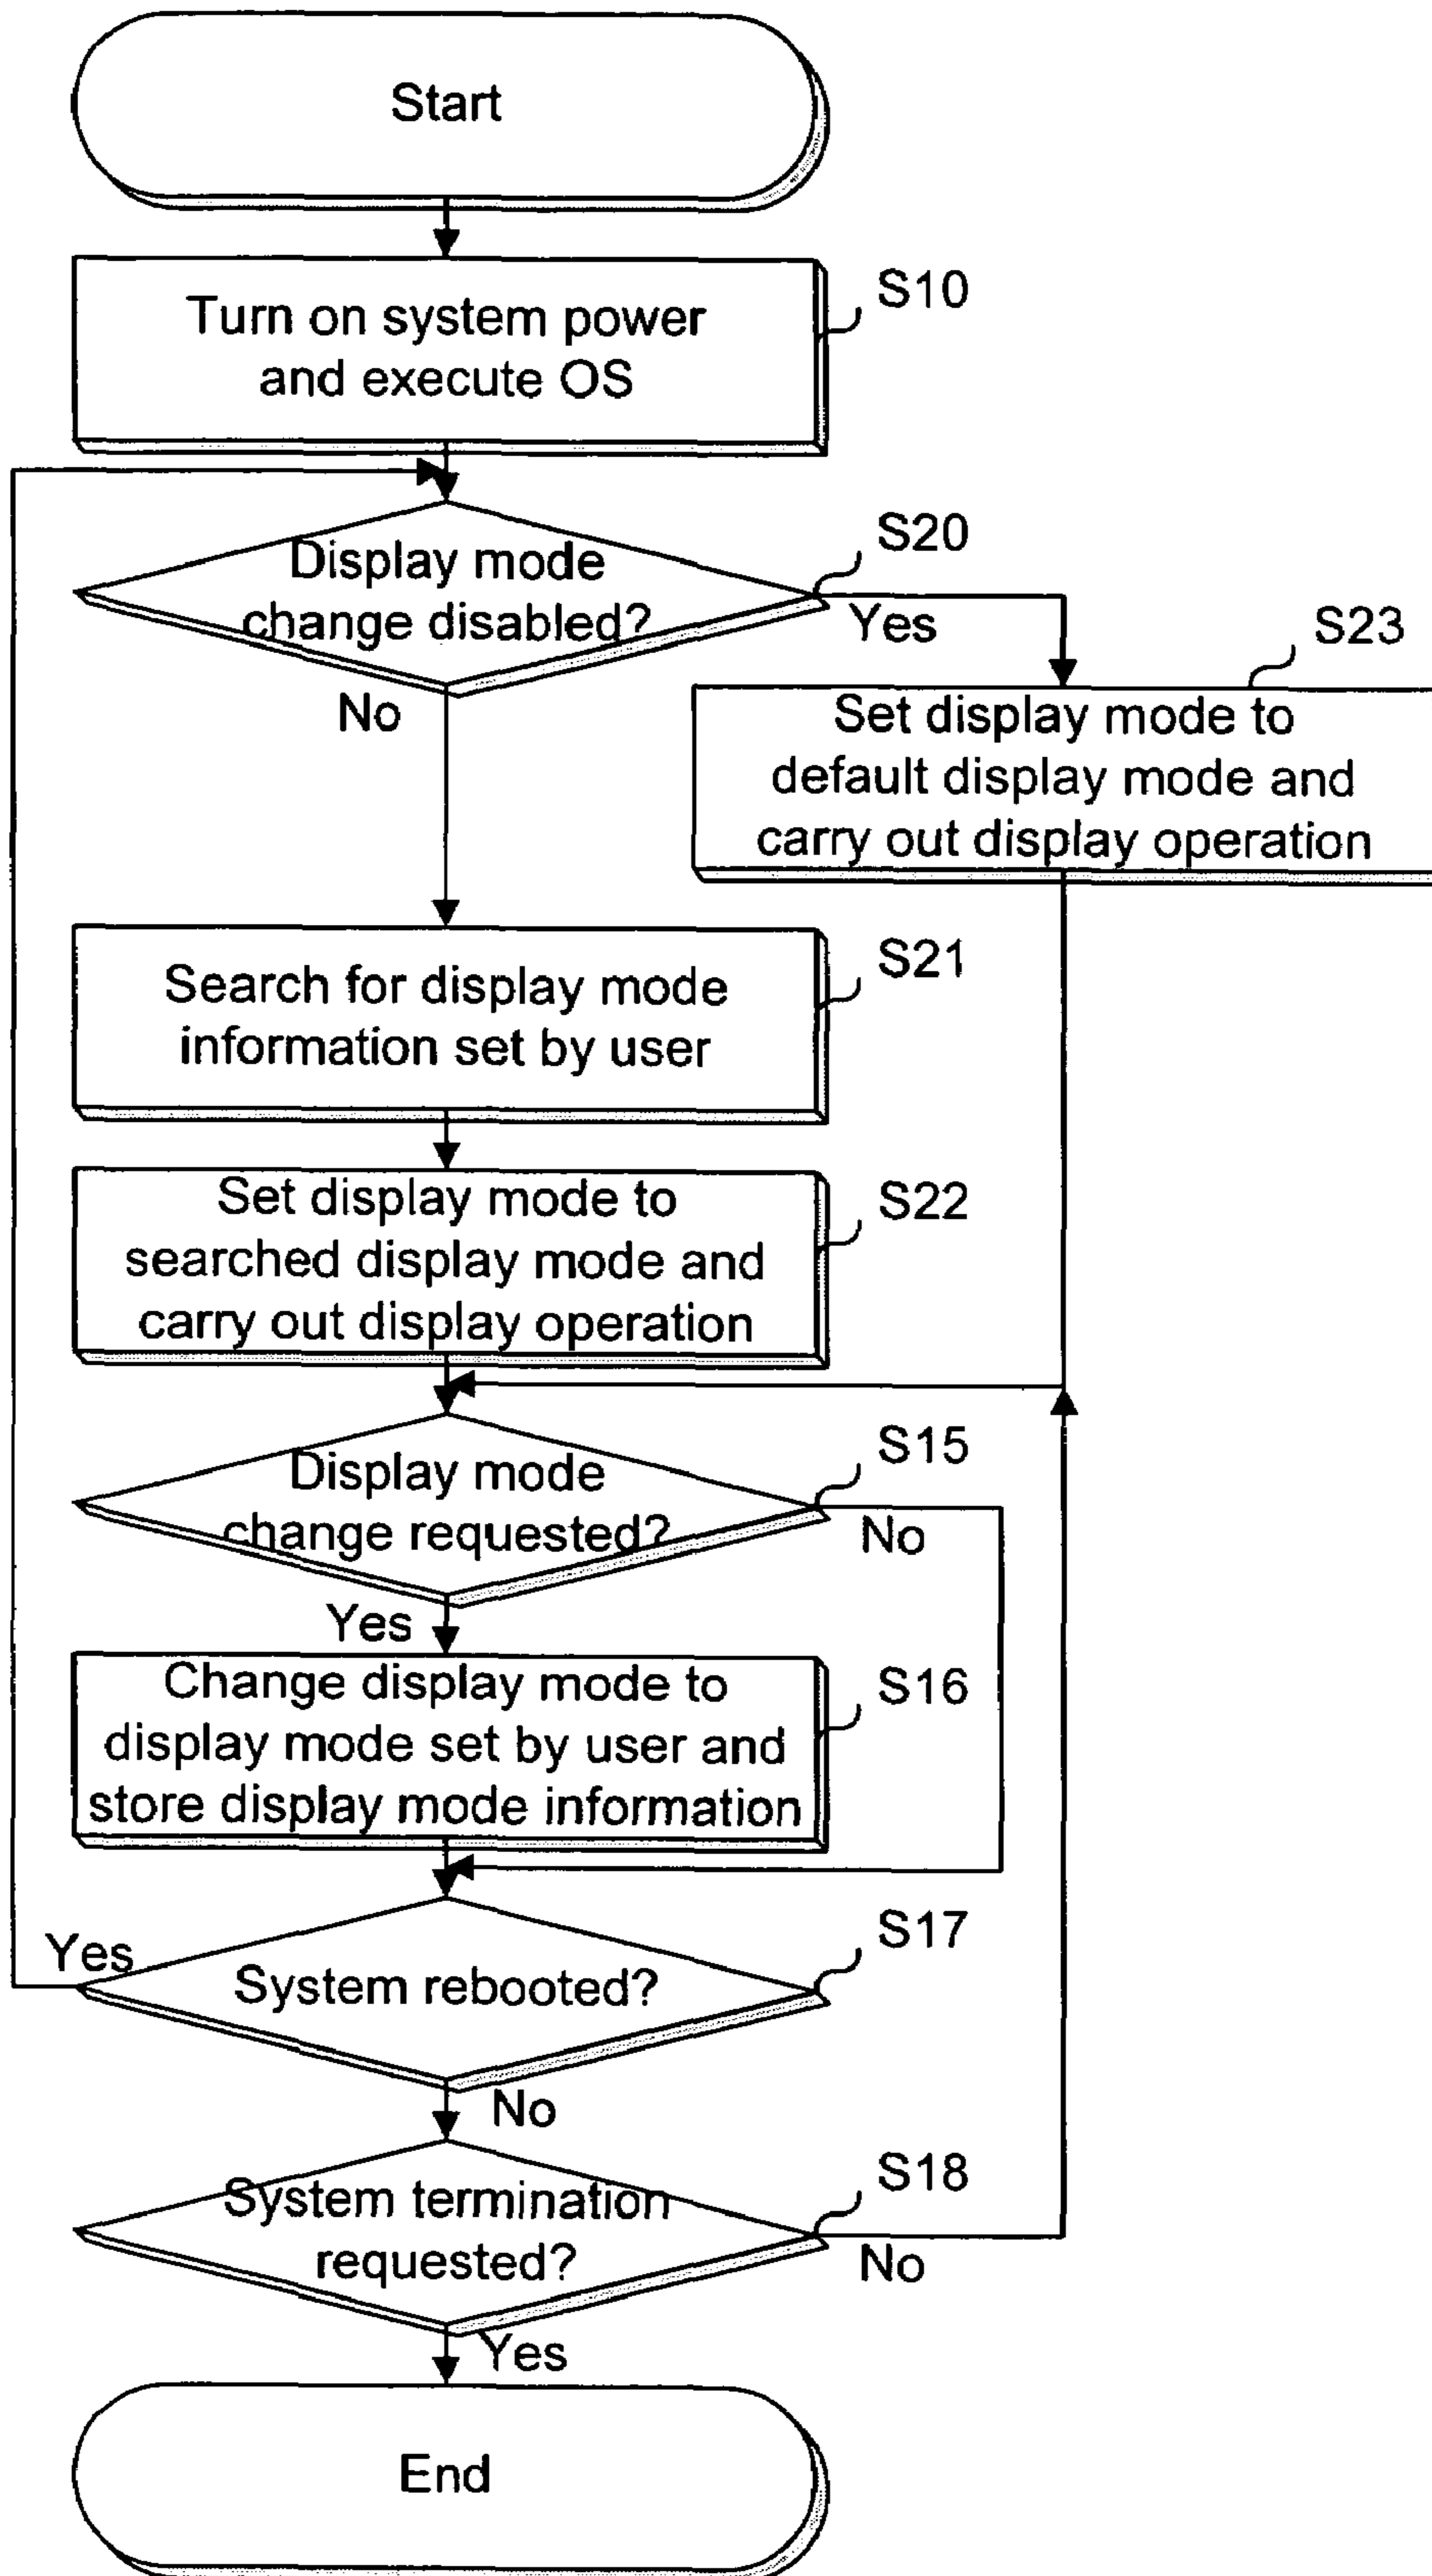 Start
S10
Turn on system power
and execute OS
S20
Display mode
change disabled?
Yes
No
S23
Set display mode to
default display mode and
carry out display operation
S21
Search for display mode
information set by user
S22
Set display mode to
searched display mode and
carry out display operation
S15
Display mode
change requested?
No
Yes
S16
Change display mode to
display mode set by user and
store display mode information
S17
Yes
System rebooted?
No
S18
System termination
requested?
No
Yes
End